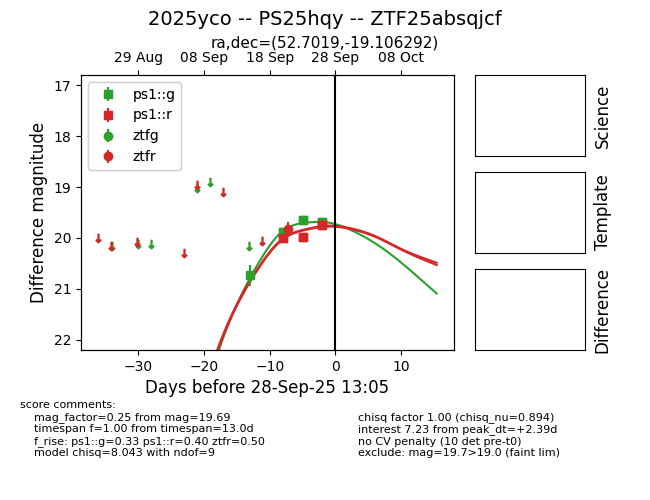 2025yco -- PS25hqy -- ZTF25absqjcf
ra,dec=(52.7019,-19.106292)
29 Aug 08 Sep 18 Sep 28 Sep 08 Oct
17
18
19
20
21
22
Difference magnitude
ps1::g
ps1::r
ztfg
ztfr
−30 −20 −10 0 10
Days before 28-Sep-25 13:05
Science
Template
Difference
score comments:
mag_factor=0.25 from mag=19.69
timespan f=1.00 from timespan=13.0d
f_rise: ps1::g=0.33 ps1::r=0.40 ztfr=0.50
model chisq=8.043 with ndof=9
chisq factor 1.00 (chisq_nu=0.894)
interest 7.23 from peak_dt=+2.39d
no CV penalty (10 det pre-t0)
exclude: mag=19.7>19.0 (faint lim)